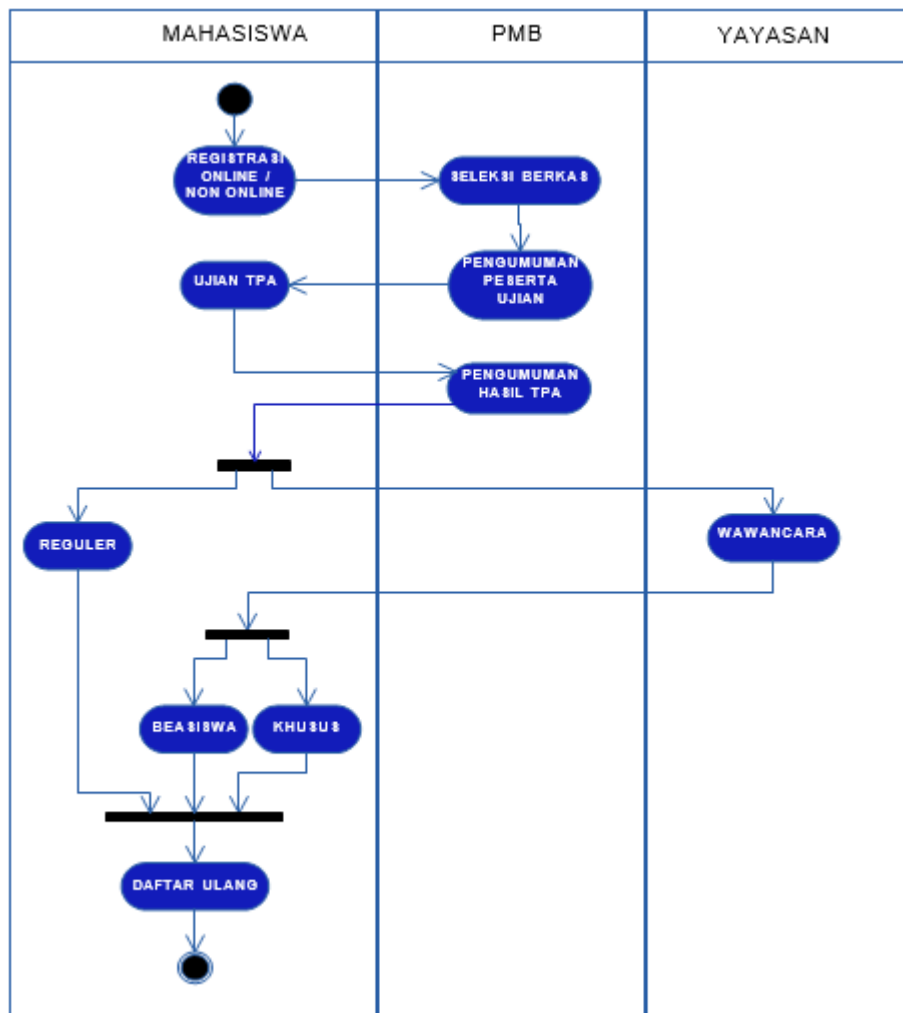 MAHASISWA
PMB
YAYASAN
REGISTRASI
ONLINE /
NON ONLINE
SELEKSI BERKAS
PENGUMUMAN
PESERTA
UJIAN
UJIAN TPA
PENGUMUMAN
HASIL TPA
REGULER
WAWANCARA
BEASISWA
KHUSUS
DAFTAR ULANG